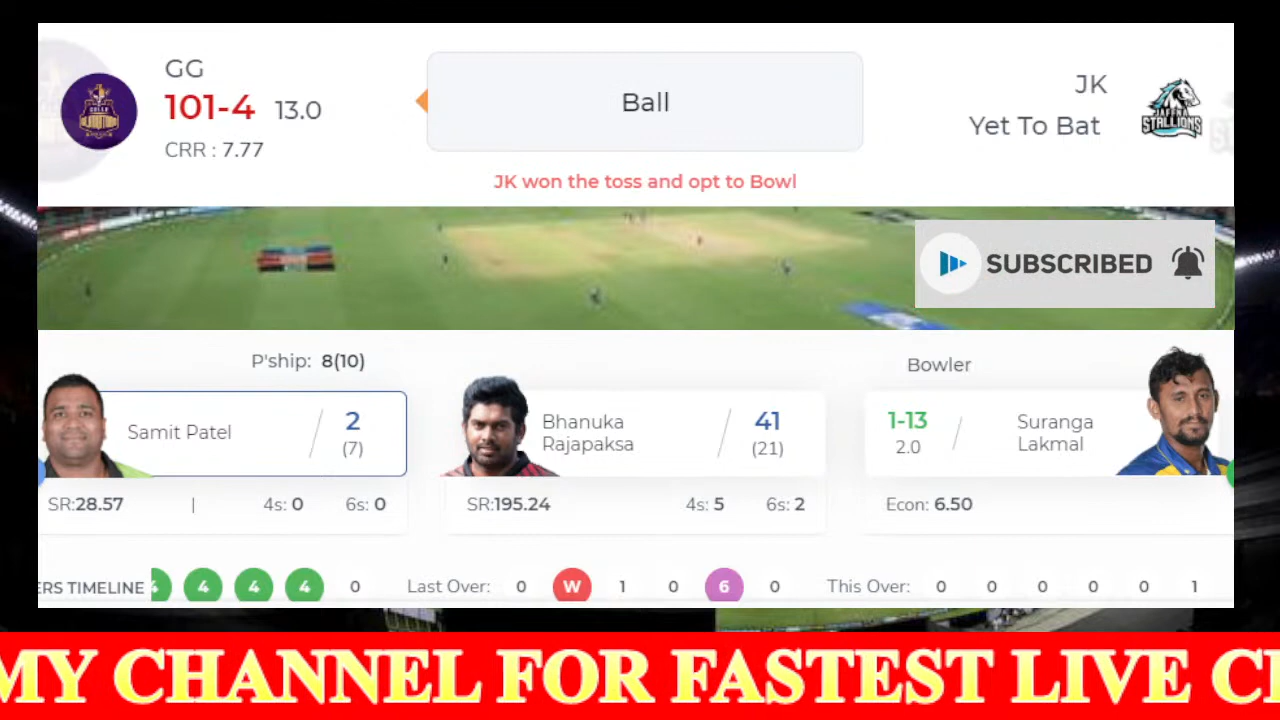 GG
101-4 13.0
CRR : 7.77
Ball
JK won the toss and opt to Bowl
JK
Yet To Bat
JAFFNA
STALLIONS
SUBSCRIBED
P'ship: 8(10)
Samit Patel
2
(7)
SR:28.57 | 4s: 0 6s: 0
Bhanuka
Rajapaksa
41
(21)
SR:195.24 4s: 5 6s: 2
Bowler
1-13
2.0
Suranga
Lakmal
Econ: 6.50
ERS TIMELINE 4 4 4 4 0 Last Over: 0 W 1 0 6 0 This Over: 0 0 0 0 0 1
MY CHANNEL FOR FASTEST LIVE